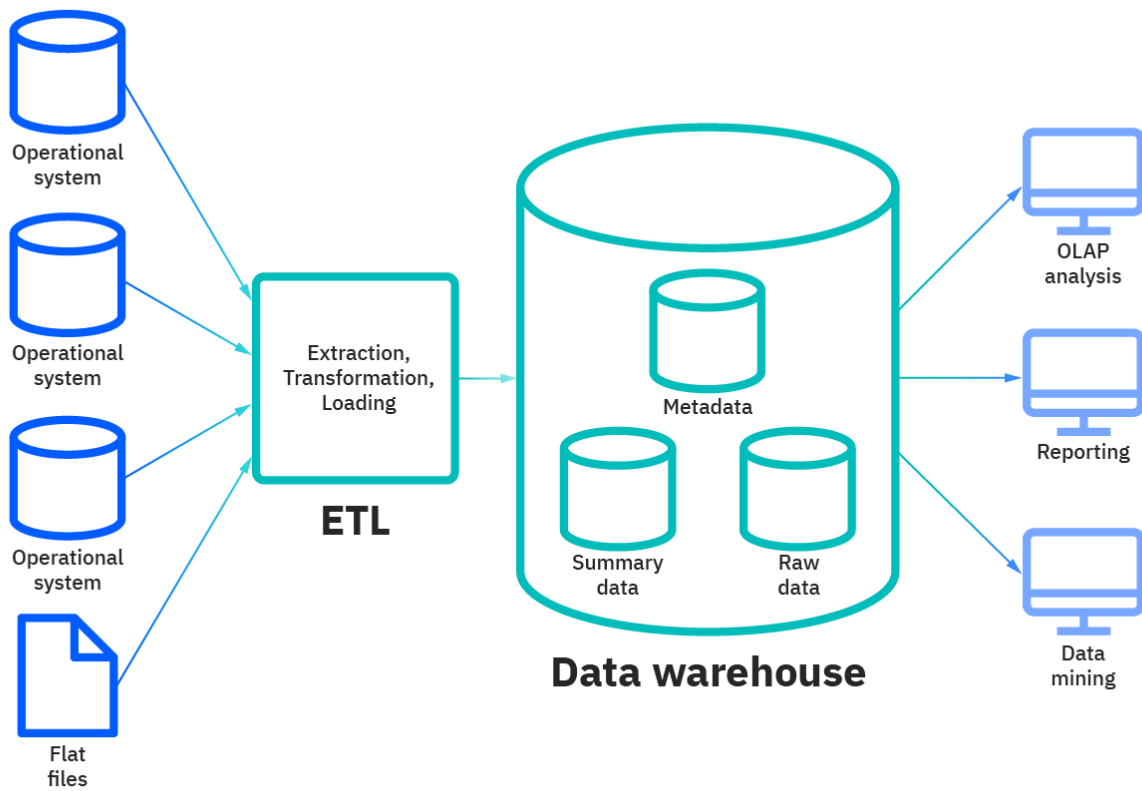 Operational
system
Operational
system
Operational
system
Flat
files
Extraction,
Transformation,
Loading
ETL
Metadata
Summary
data
Raw
data
Data warehouse
OLAP
analysis
Reporting
Data
mining